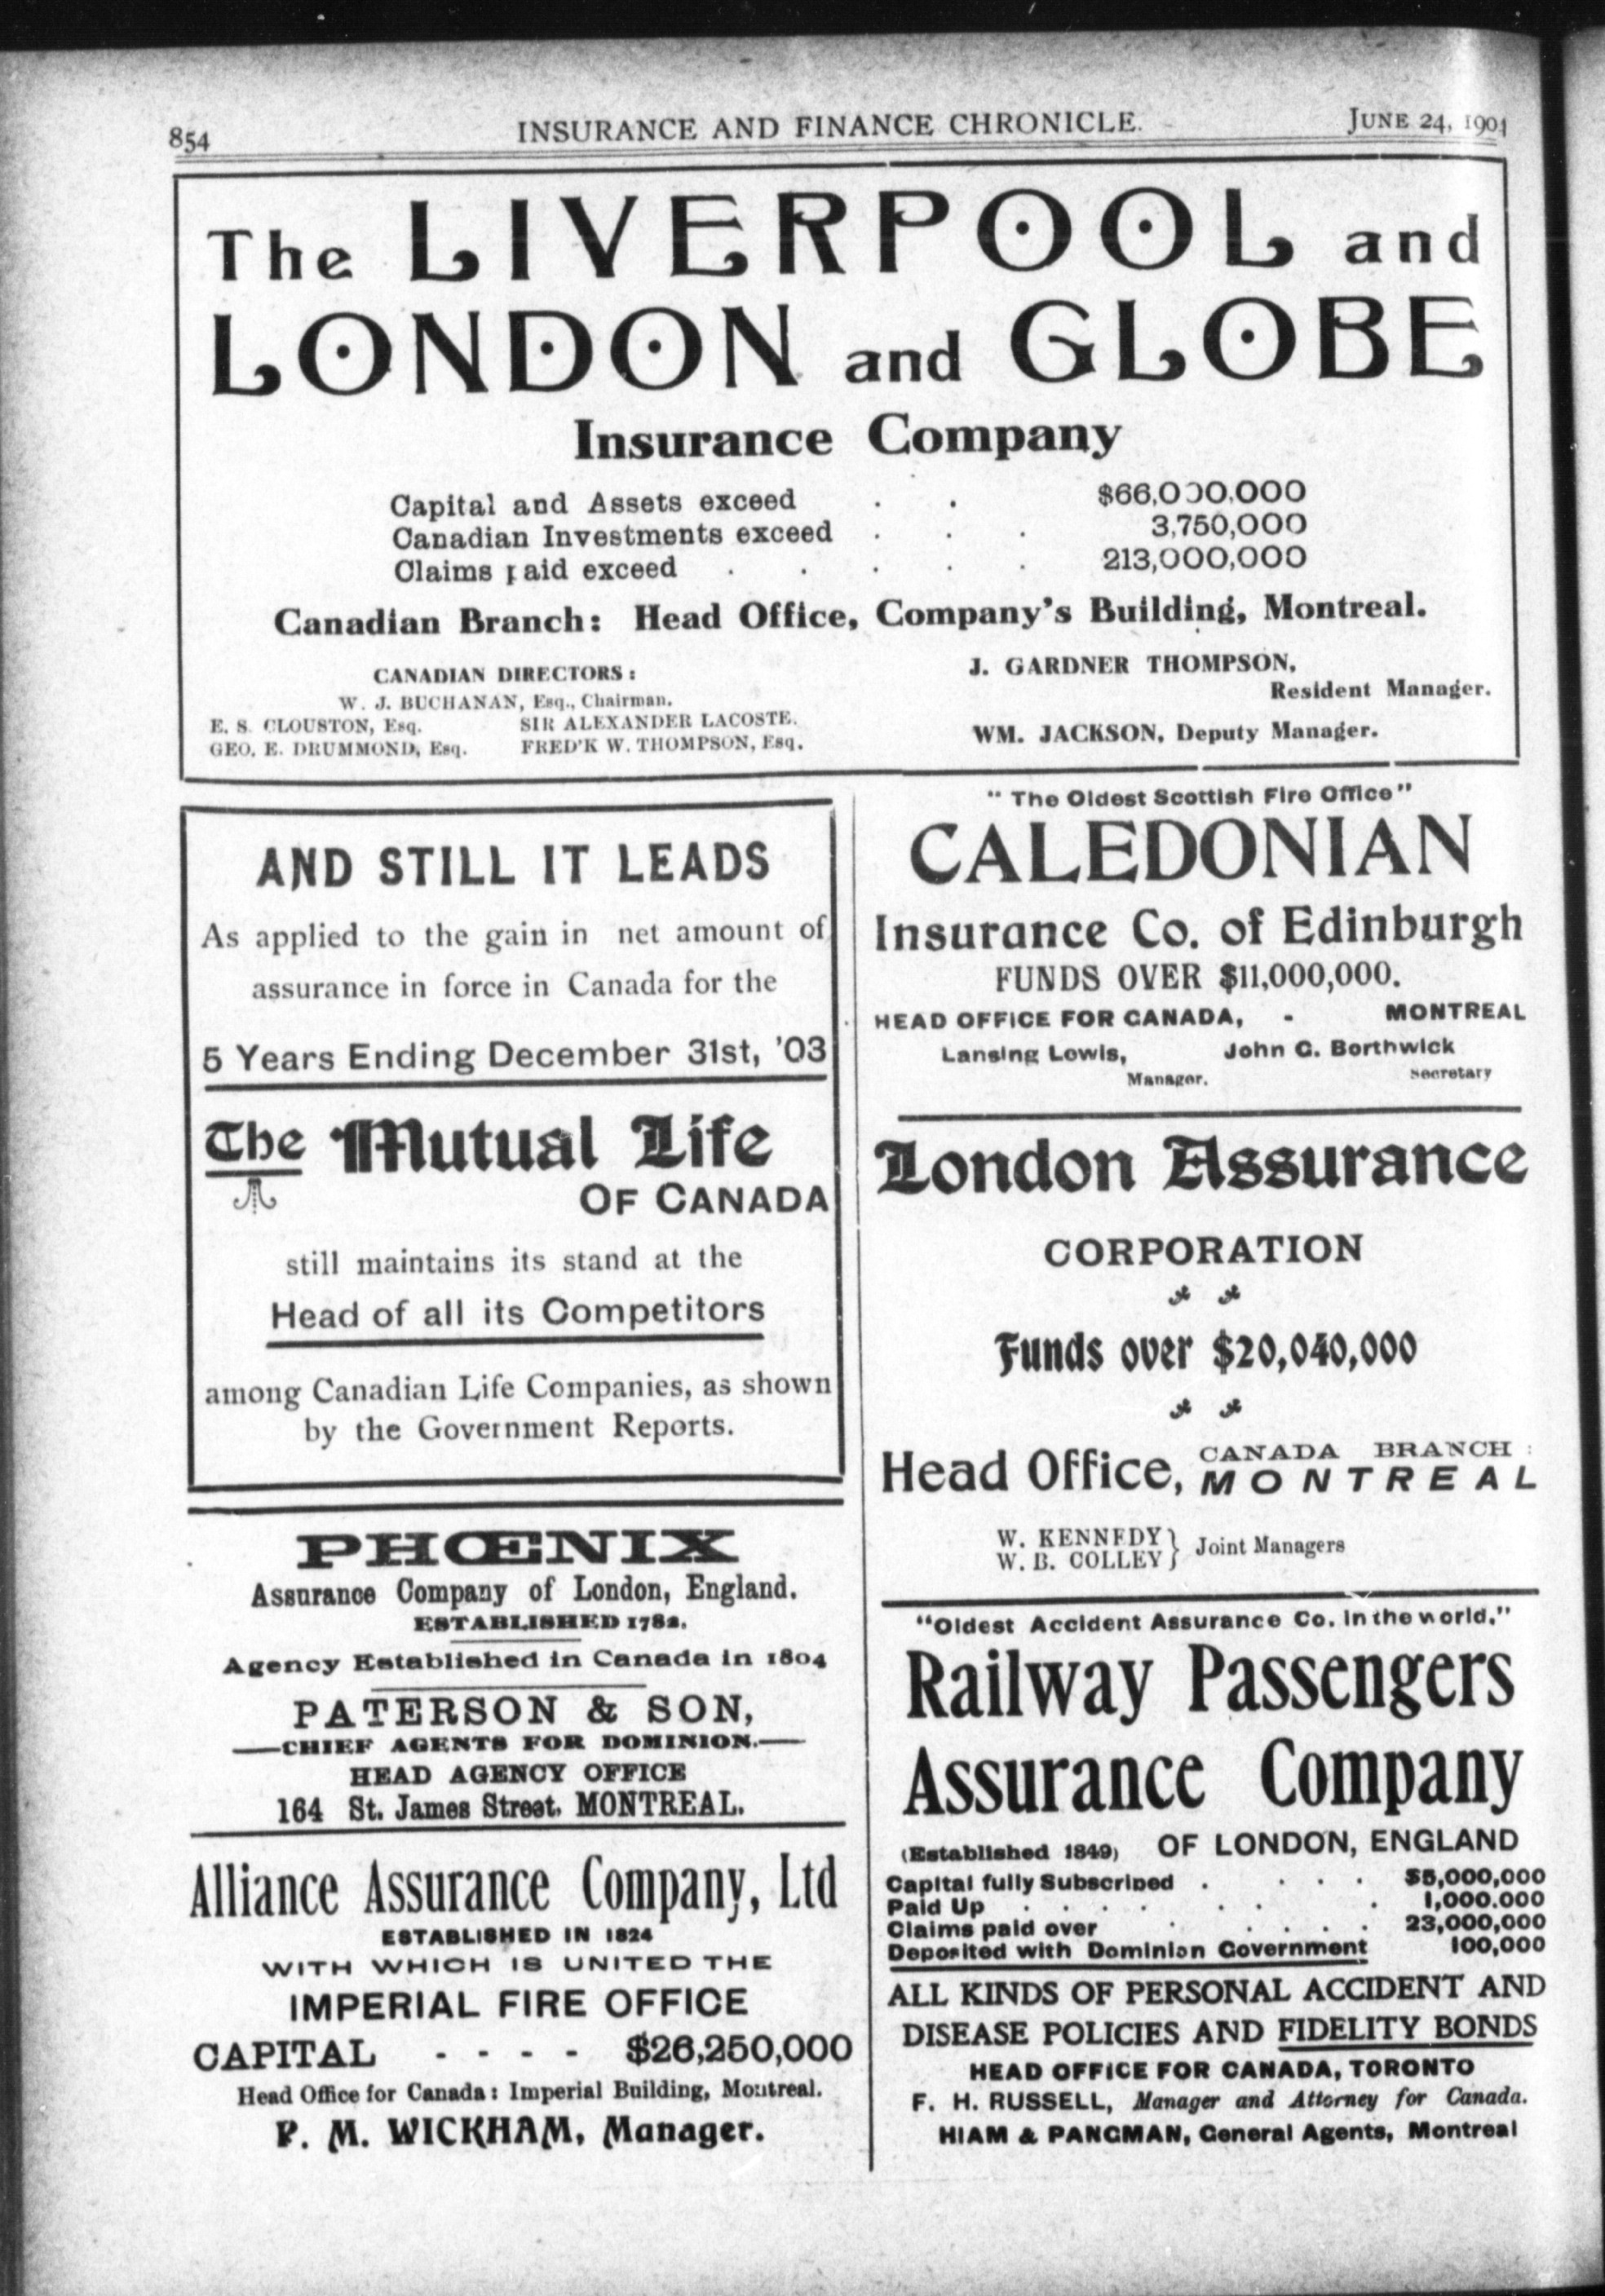 854 INSURANCE AND FINANCE CHRONICLE. JUNE 24, 1904
The LIVERPOOL and
LONDON and GLOBE
Insurance Company
Capital and Assets exceed . . $66,000,000
Canadian Investments exceed . . . 3,750,000
Claims paid exceed . . . . . 213,000,000
Canadian Branch: Head Office, Company's Building, Montreal.
CANADIAN DIRECTORS:
W. J. BUCHANAN, Esq., Chairman.
E. S. CLOUSTON, Esq. SIR ALEXANDER LACOSTE.
GEO. E. DRUMMOND, Esq. FRED'K W. THOMPSON, Esq.
J. GARDNER THOMPSON,
Resident Manager.
WM. JACKSON, Deputy Manager.
AND STILL IT LEADS
As applied to the gain in net amount of
assurance in force in Canada for the
5 Years Ending December 31st, '03
The Mutual Life
OF CANADA
still maintains its stand at the
Head of all its Competitors
among Canadian Life Companies, as shown
by the Government Reports.
PHŒNIX
Assurance Company of London, England.
ESTABLISHED 1782.
Agency Established in Canada in 1804
PATERSON & SON,
—CHIEF AGENTS FOR DOMINION.—
HEAD AGENCY OFFICE
164 St. James Street. MONTREAL.
Alliance Assurance Company, Ltd
ESTABLISHED IN 1824
WITH WHICH IS UNITED THE
IMPERIAL FIRE OFFICE
CAPITAL - - - - $26,250,000
Head Office for Canada: Imperial Building, Montreal.
P. M. WICKHAM, Manager.
"The Oldest Scottish Fire Office"
CALEDONIAN
Insurance Co. of Edinburgh
FUNDS OVER $11,000,000.
HEAD OFFICE FOR CANADA, - MONTREAL
Lansing Lewis, John G. Borthwick
Manager. Secretary
London Assurance
CORPORATION
Funds over $20,040,000
Head Office, CANADA BRANCH:
MONTREAL
W. KENNEDY
W. B. COLLEY } Joint Managers
"Oldest Accident Assurance Co. in the world."
Railway Passengers
Assurance Company
(Established 1849) OF LONDON, ENGLAND
Capital fully Subscribed . . . . $5,000,000
Paid Up . . . . . . . . 1,000.000
Claims paid over . . . . . 23,000,000
Deposited with Dominion Government 100,000
ALL KINDS OF PERSONAL ACCIDENT AND
DISEASE POLICIES AND FIDELITY BONDS
HEAD OFFICE FOR CANADA, TORONTO
F. H. RUSSELL, Manager and Attorney for Canada.
HIAM & PANGMAN, General Agents, Montreal